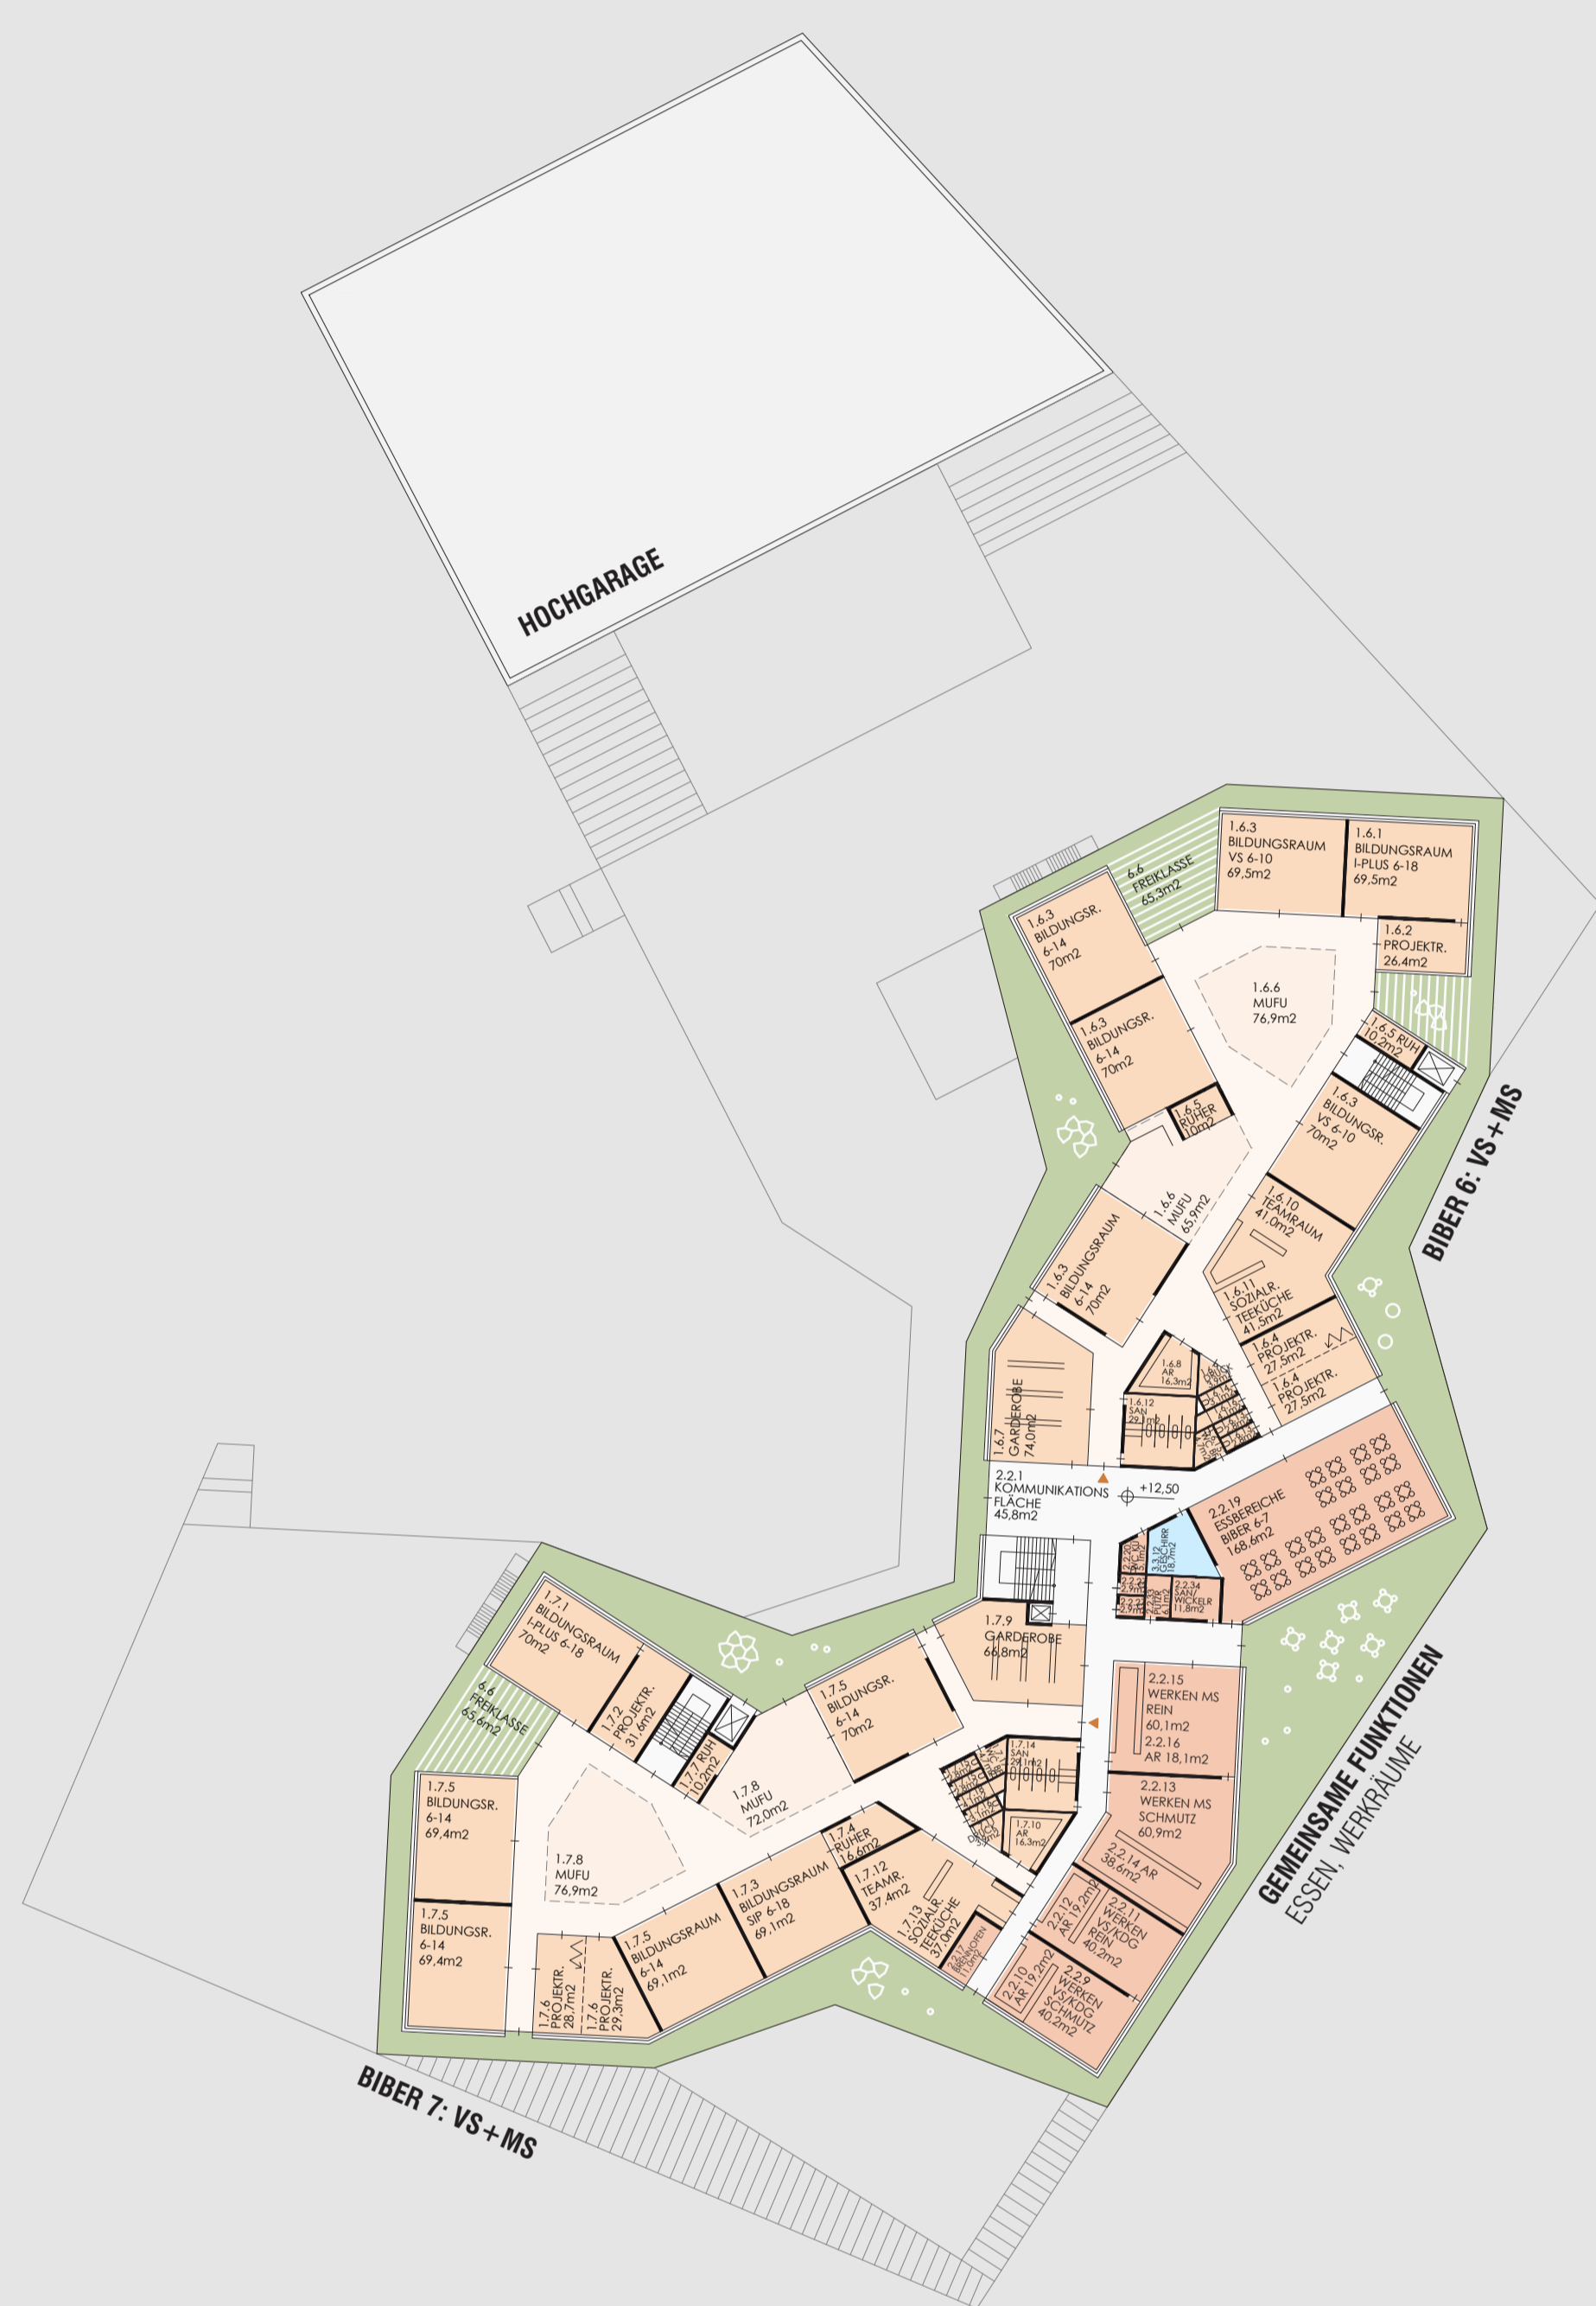 HOCHGARAGE
1.6.3
BILDUNGSRAUM
VS 6-10
69,5m2
1.6.1
BILDUNGSRAUM
I-PLUS 6-18
69,5m2
6.6
FREIKLASSE
65,3m2
1.6.3
BILDUNGSR.
6-14
70m2
1.6.2
PROJEKTR.
26,4m2
1.6.6
MUFU
76,9m2
1.6.3
BILDUNGSR.
6-14
70m2
1.6.5 RUH
10,2m2
1.6.5
RUHER
10m2
1.6.3
BILDUNGSR.
VS 6-10
70m2
BIBER 6: VS+MS
1.6.6
MUFU
65,9m2
1.6.10
TEAMRAUM
41,0m2
1.6.3
BILDUNGSRAUM
6-14
70m2
1.6.11
SOZIALR.
TEEKÜCHE
41,5m2
1.6.4
PROJEKTR.
27,5m2
1.6.4
PROJEKTR.
27,5m2
1.6.7
GARDEROBE
74,0m2
1.6.8
AR
16,3m2
1.6.12
SAN
29,1m2
2.2.1
KOMMUNIKATIONS
FLÄCHE
45,8m2
+12,50
2.2.19
ESSBEREICHE
BIBER 6-7
168,6m2
3.3.12
GESCHIRR
18,7m2
2.2.34
SAN/
WICKELR
11,8m2
1.7.9
GARDEROBE
66,8m2
1.7.1
BILDUNGSRAUM
I-PLUS 6-18
70m2
1.7.2
PROJEKTR.
31,6m2
6.6
FREIKLASSE
65,6m2
1.7.7 RUH
10,2m2
1.7.5
BILDUNGSR.
6-14
70m2
1.7.8
MUFU
72,0m2
1.7.14
SAN
29,1m2
1.7.10
AR
16,3m2
2.2.15
WERKEN MS
REIN
60,1m2
2.2.16
AR 18,1m2
2.2.13
WERKEN MS
SCHMUTZ
60,9m2
2.2.14 AR
38,6m2
GEMEINSAME FUNKTIONEN
ESSEN, WERKRÄUME
1.7.5
BILDUNGSR.
6-14
69,4m2
1.7.8
MUFU
76,9m2
1.7.4
RUHER
16,6m2
1.7.12
TEAMR.
37,4m2
1.7.3
BILDUNGSRAUM
SIP 6-18
69,1m2
1.7.13
SOZIALR.
TEEKÜCHE
37,0m2
2.2.17
BRENNOFEN
11,0m2
2.2.12
AR 19,2m2
2.2.11
WERKEN
VS/KDG
REIN
40,2m2
1.7.5
BILDUNGSR.
6-14
69,4m2
1.7.6
PROJEKTR.
28,7m2
1.7.6
PROJEKTR.
29,3m2
1.7.5
BILDUNGSRAUM
6-14
69,1m2
2.2.10
AR 19,2m2
2.2.9
WERKEN
VS/KDG
SCHMUTZ
40,2m2
BIBER 7: VS+MS